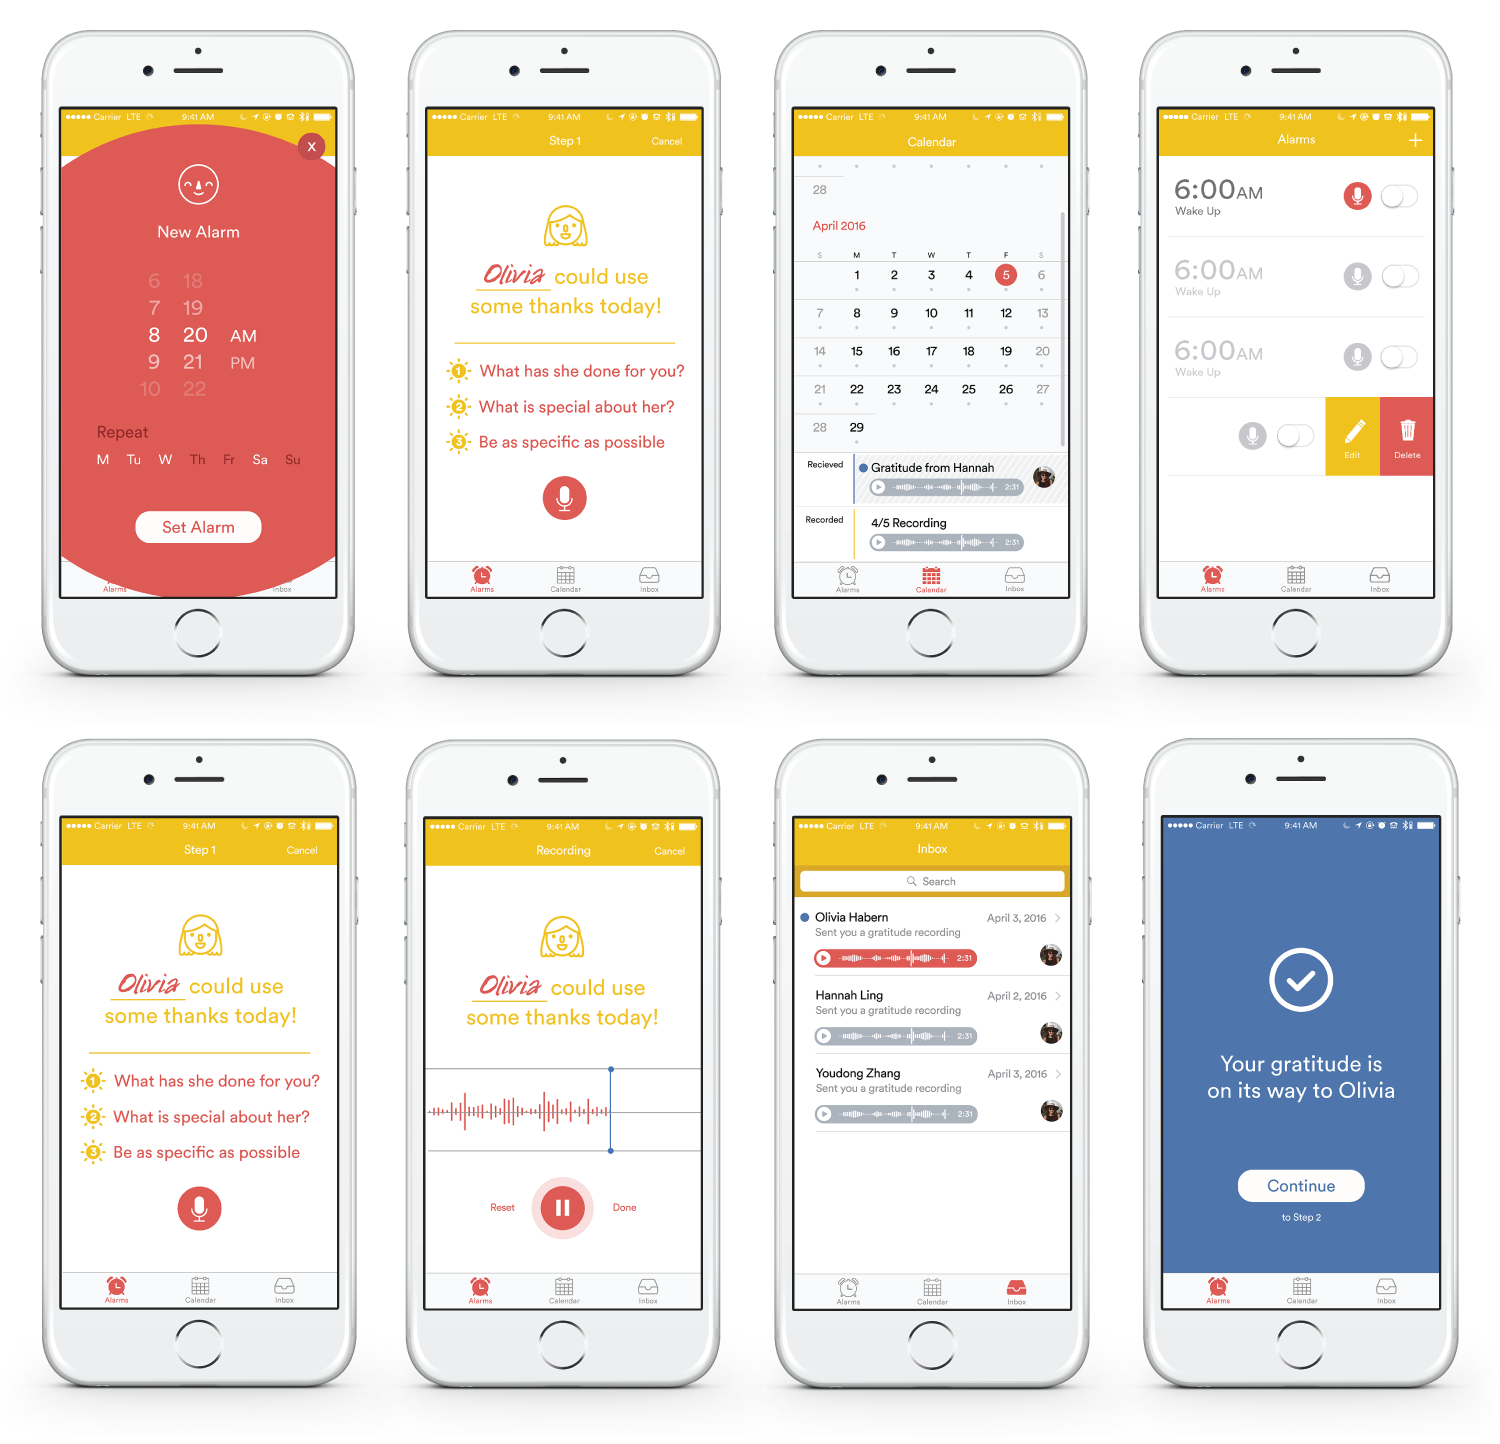 Carrier LTE 9:41 AM
X
New Alarm
6 18
7 19
8 20 AM
9 21 PM
10 22
Repeat
M Tu W Th Fr Sa Su
Set Alarm
Alarms Inbox
Carrier LTE 9:41 AM
Step 1 Cancel
Olivia could use
some thanks today!
1 What has she done for you?
2 What is special about her?
3 Be as specific as possible
Alarms Calendar Inbox
Carrier LTE 9:41 AM
Calendar
28
April 2016
S M T W T F S
1 2 3 4 5 6
7 8 9 10 11 12 13
14 15 16 17 18 19 20
21 22 23 24 25 26 27
28 29
Recieved Gratitude from Hannah
2:31
Recorded 4/5 Recording
2:31
Alarms Calendar Inbox
Carrier LTE 9:41 AM
Alarms +
6:00AM
Wake Up
6:00AM
Wake Up
6:00AM
Wake Up
Edit Delete
Alarms Calendar Inbox
Carrier LTE 9:41 AM
Step 1 Cancel
Olivia could use
some thanks today!
1 What has she done for you?
2 What is special about her?
3 Be as specific as possible
Alarms Calendar Inbox
Carrier LTE 9:41 AM
Recording Cancel
Olivia could use
some thanks today!
Reset Done
Alarms Calendar Inbox
Carrier LTE 9:41 AM
Inbox
Search
Olivia Habern April 3, 2016
Sent you a gratitude recording
2:31
Hannah Ling April 2, 2016
Sent you a gratitude recording
2:31
Youdong Zhang April 3, 2016
Sent you a gratitude recording
2:31
Alarms Calendar Inbox
Carrier LTE 9:41 AM
Your gratitude is
on its way to Olivia
Continue
to Step 2
Alarms Calendar Inbox